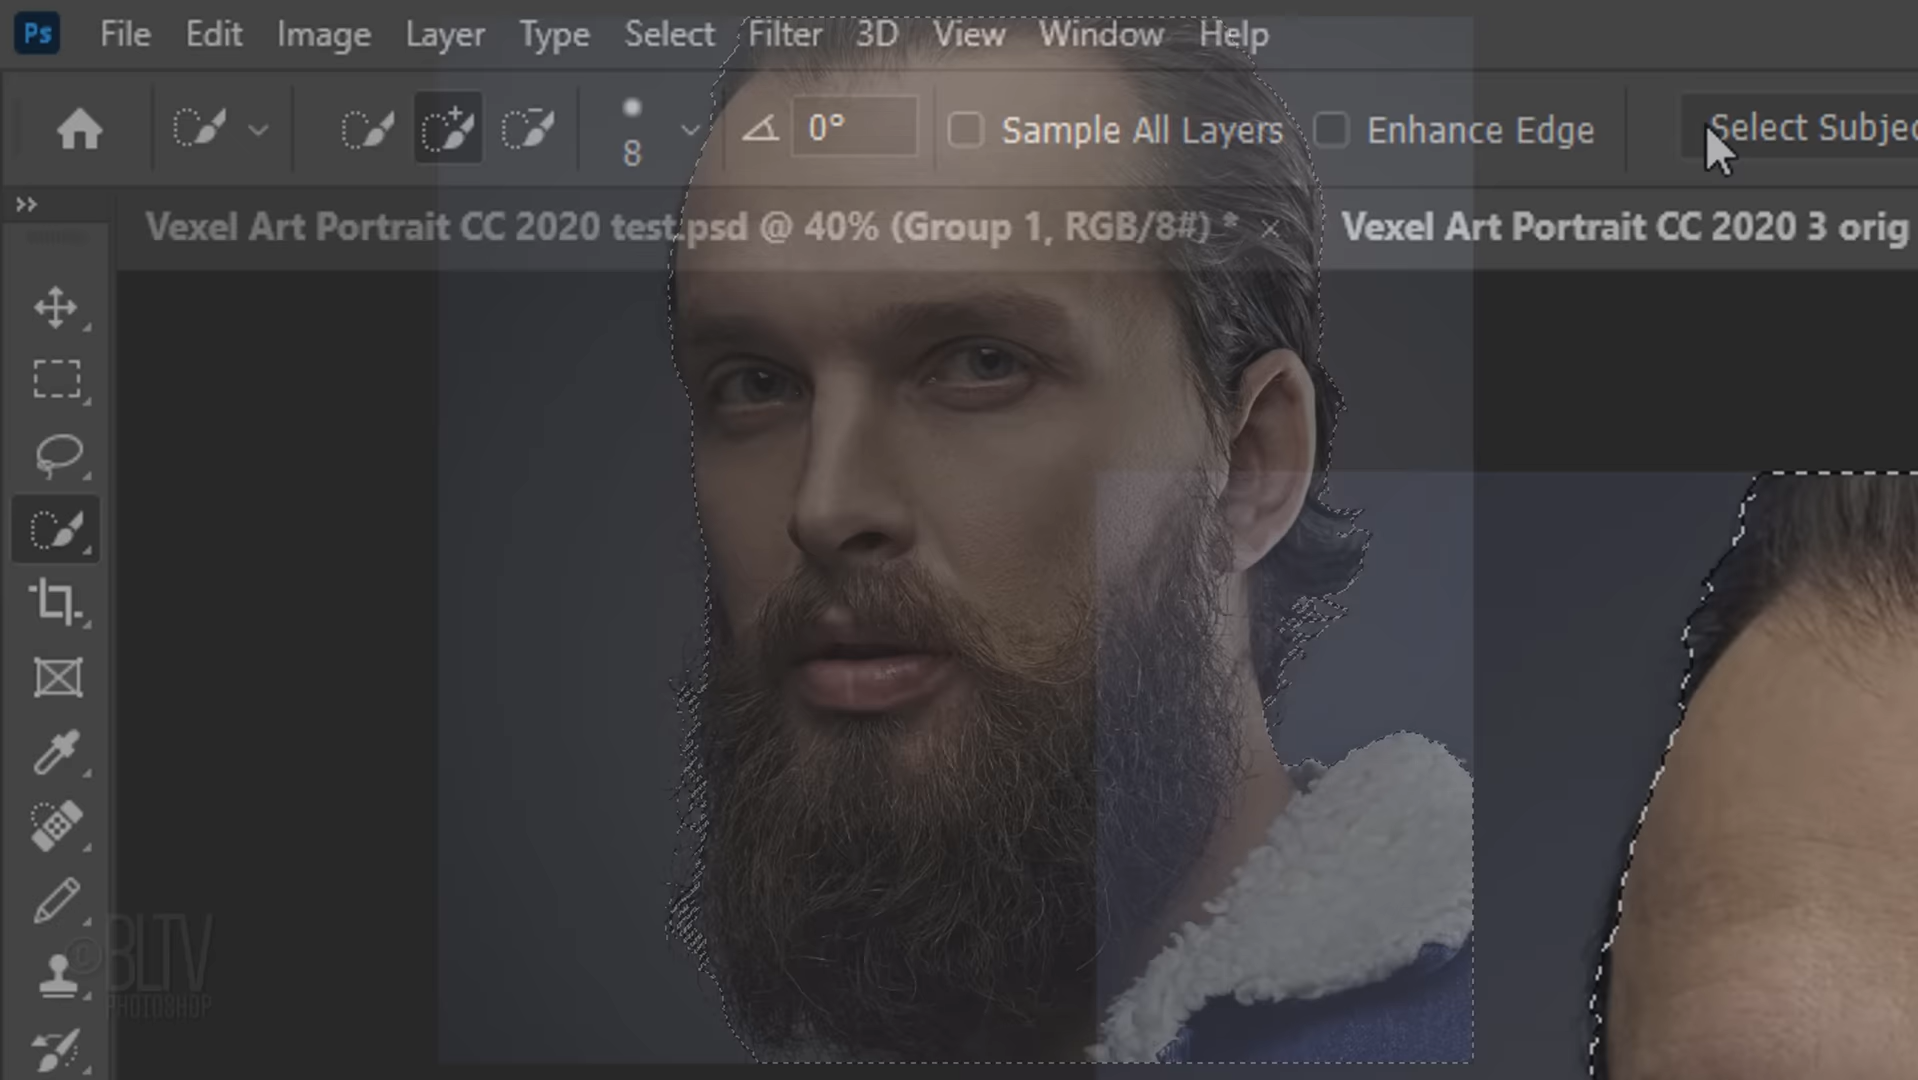 Ps File Edit Image Layer Type Select Filter 3D View Window Help
8 0° Sample All Layers Enhance Edge Select Subjec
Vexel Art Portrait CC 2020 test.psd @ 40% (Group 1, RGB/8#) * × Vexel Art Portrait CC 2020 3 orig
©BLTV
PHOTOSHOP